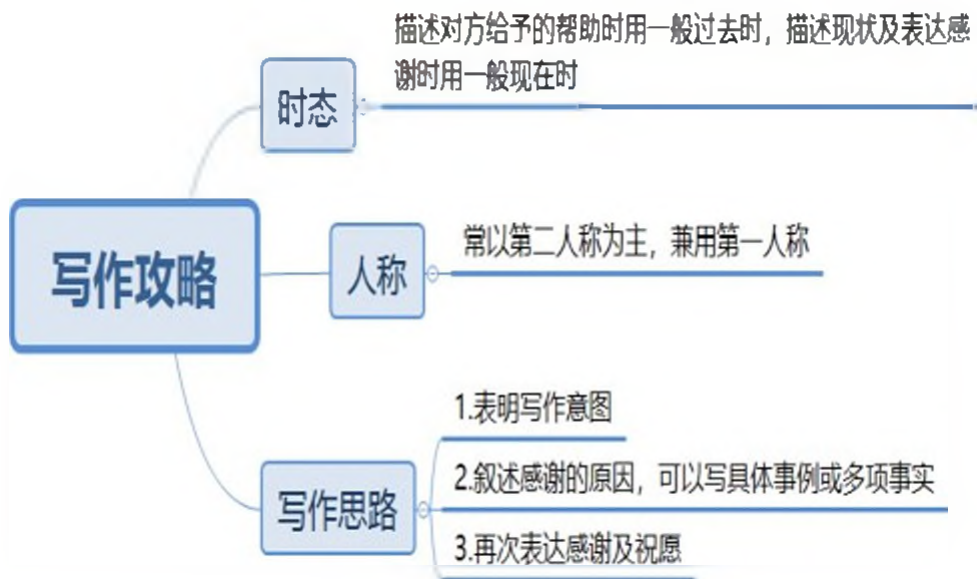 描述对方给予的帮助时用一般过去时，描述现状及表达感
谢时用一般现在时
时态
写作攻略
常以第二人称为主，兼用第一人称
人称
写作思路
1.表明写作意图
2.叙述感谢的原因，可以写具体事例或多项事实
3.再次表达感谢及祝愿